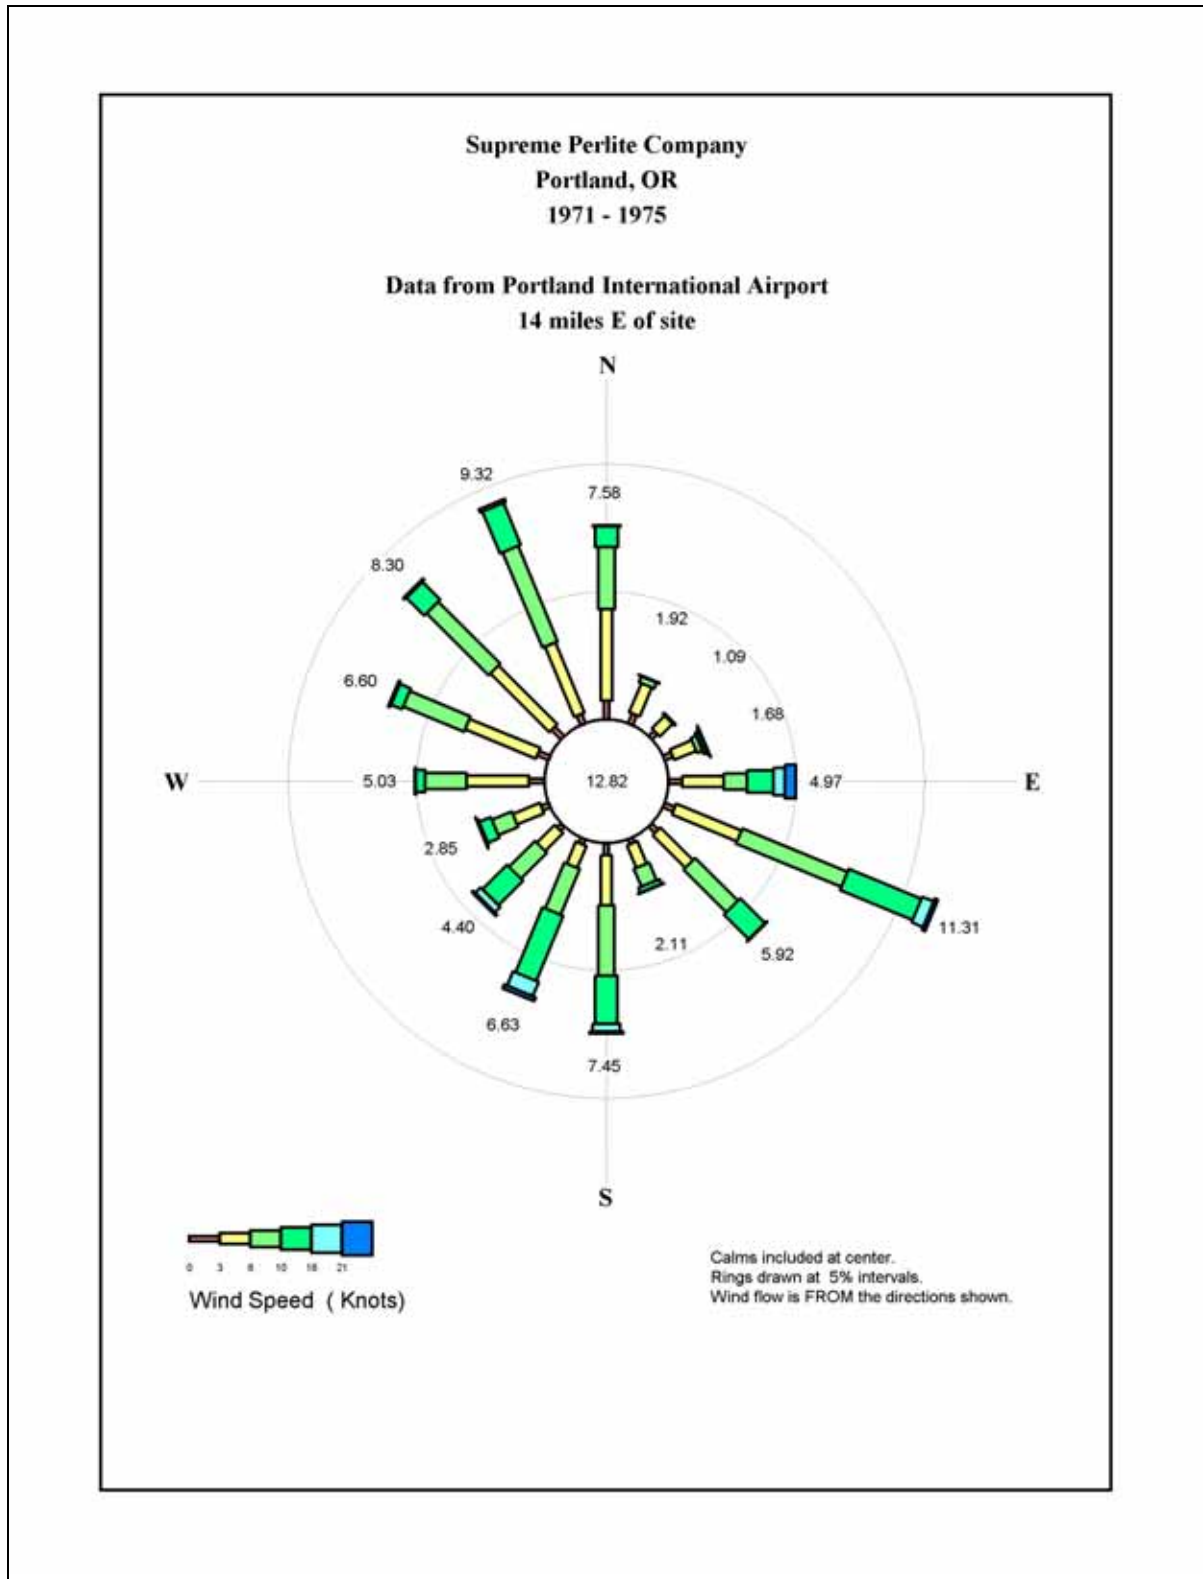 Supreme Perlite Company
Portland, OR
1971 - 1975
Data from Portland International Airport
14 miles E of site
N
9.32
7.58
8.30
1.92
1.09
6.60
1.68
W
5.03
12.82
4.97
E
2.85
11.31
4.40
2.11
5.92
6.63
7.45
S
0 3 6 10 16 21
Wind Speed ( Knots)
Calms included at center.
Rings drawn at 5% intervals.
Wind flow is FROM the directions shown.